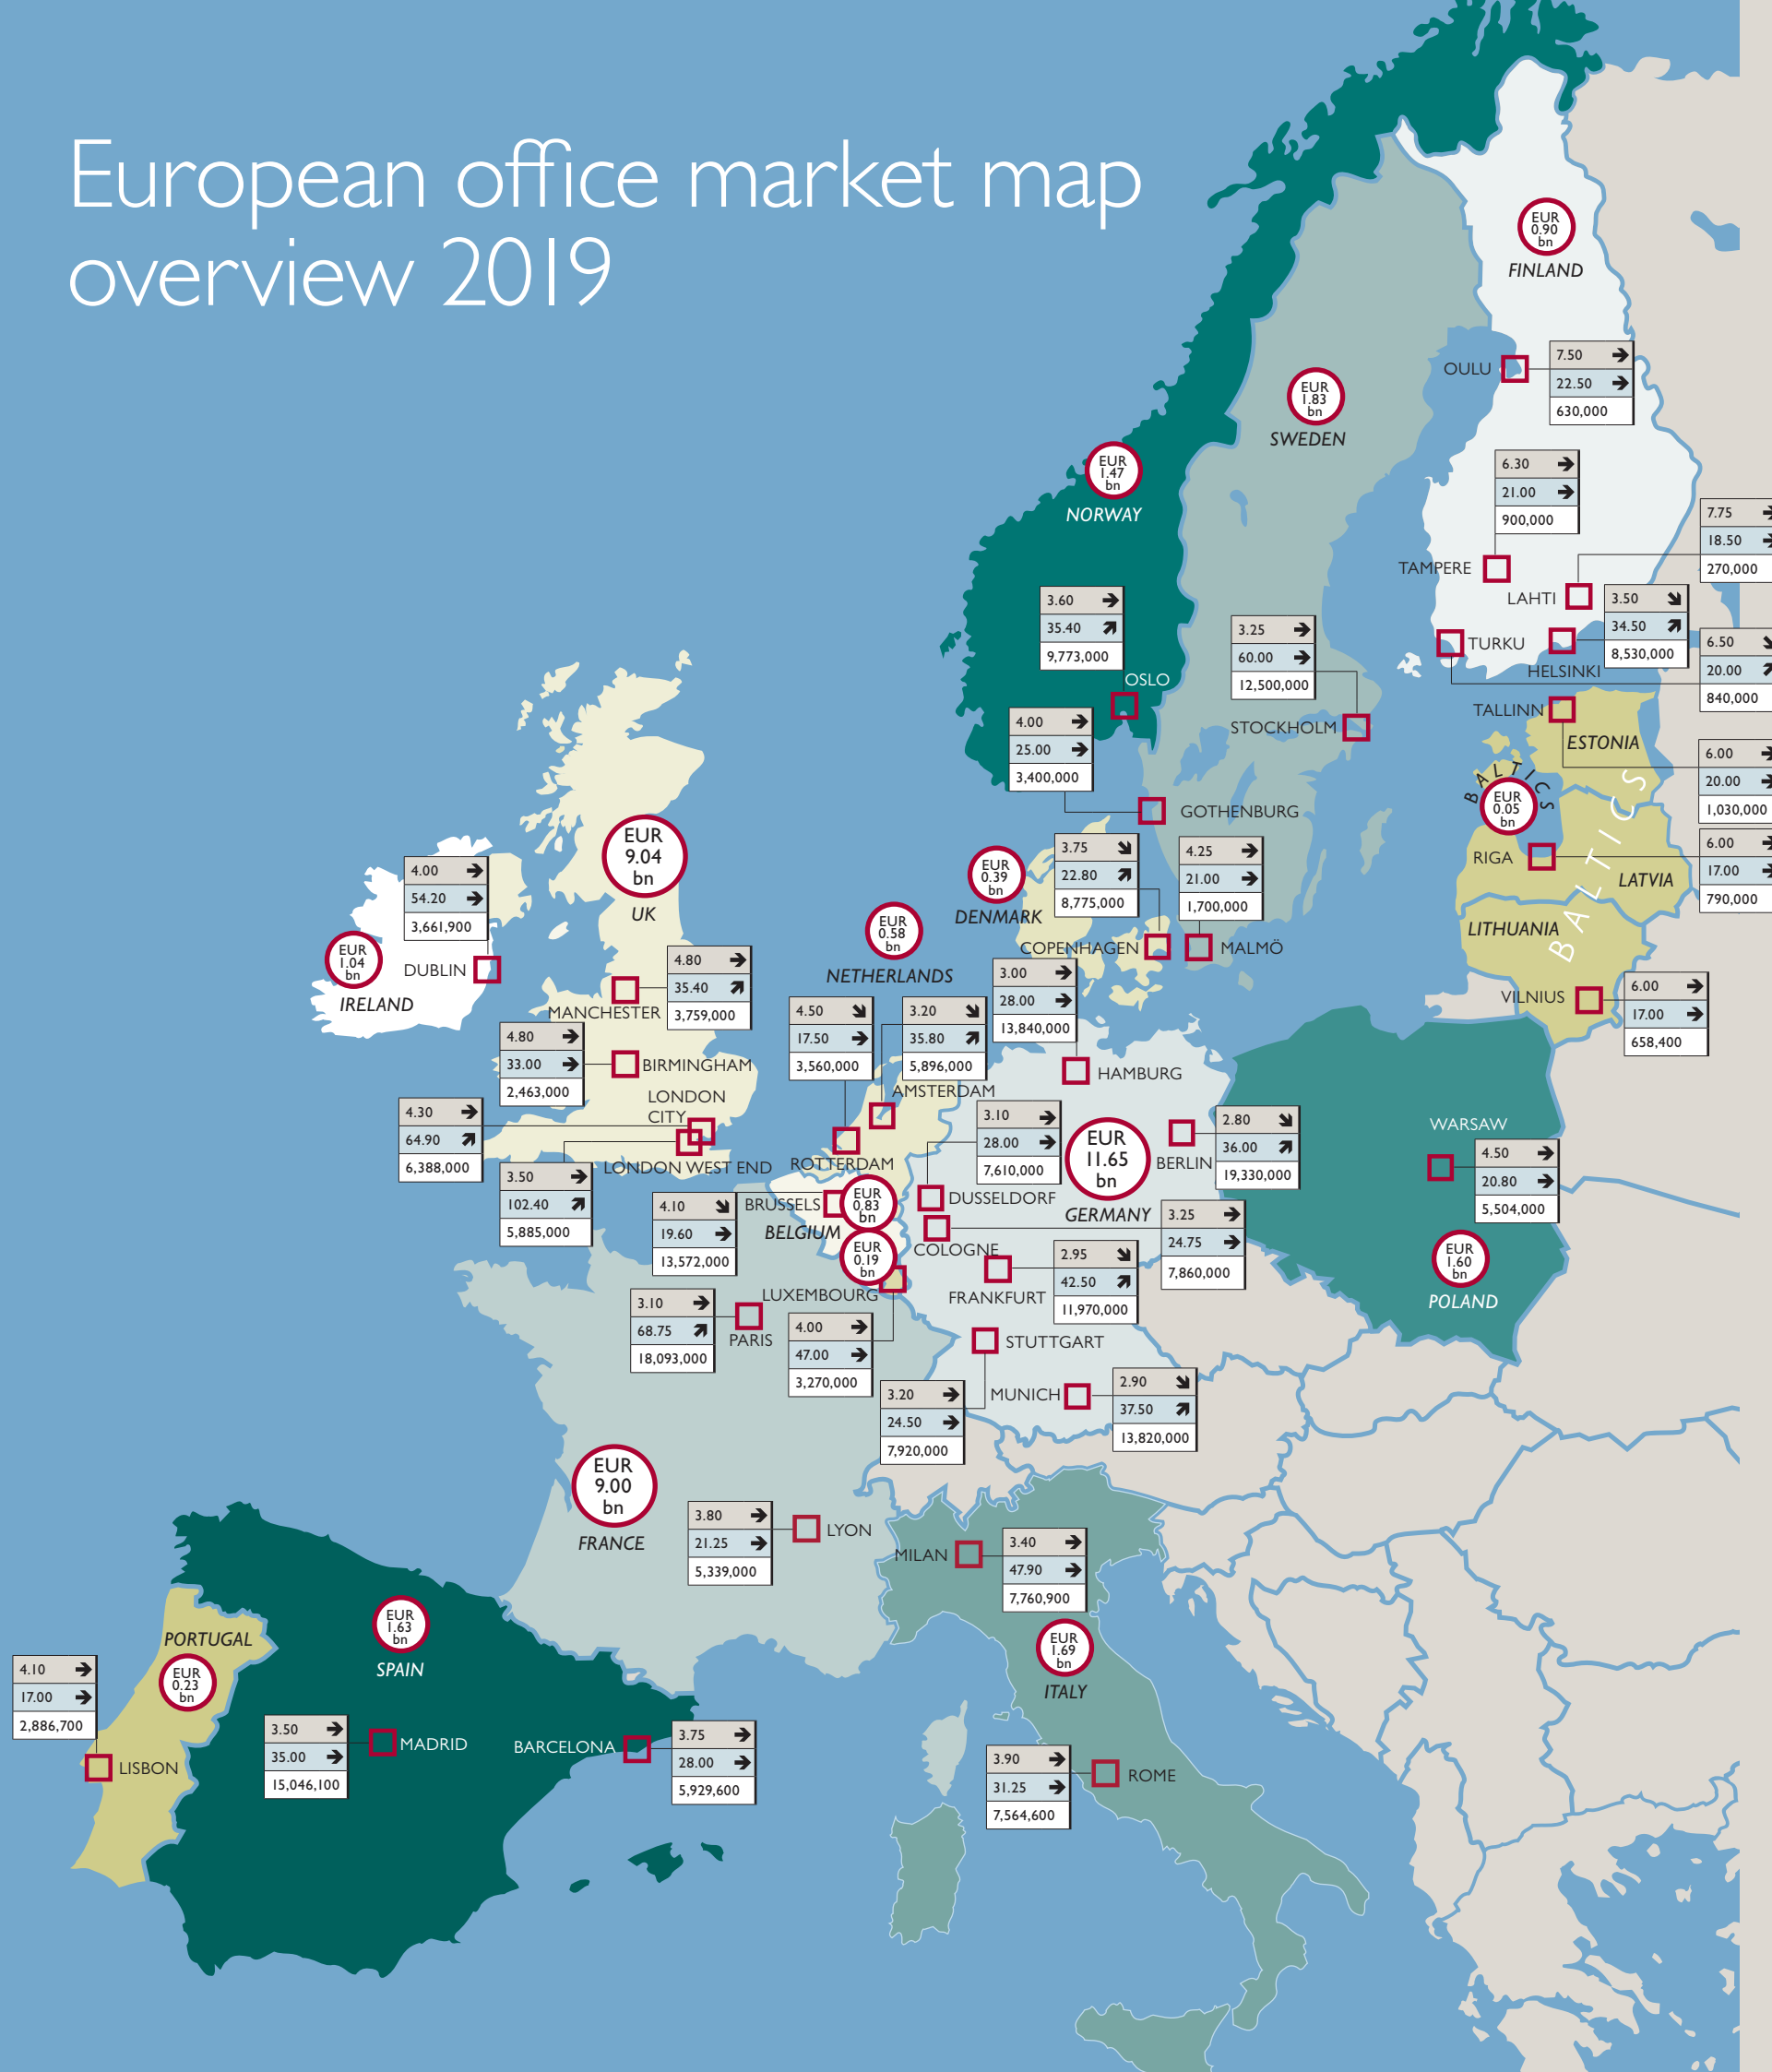 European office market map
overview 2019
EUR
0.90
bn
FINLAND
OULU
7.50
22.50
630,000
EUR
1.83
bn
SWEDEN
EUR
1.47
bn
NORWAY
6.30
21.00
900,000
TAMPERE
7.75
18.50
270,000
LAHTI
3.50
34.50
8,530,000
HELSINKI
TURKU
6.50
20.00
840,000
3.60
35.40
9,773,000
OSLO
3.25
60.00
12,500,000
STOCKHOLM
4.00
25.00
3,400,000
GOTHENBURG
TALLINN
ESTONIA
6.00
20.00
1,030,000
BALTICS
EUR
0.05
bn
BALTICS
RIGA
LATVIA
6.00
17.00
790,000
LITHUANIA
VILNIUS
6.00
17.00
658,400
EUR
9.04
bn
UK
4.00
54.20
3,661,900
DUBLIN
EUR
1.04
bn
IRELAND
EUR
0.39
bn
DENMARK
3.75
22.80
8,775,000
COPENHAGEN
4.25
21.00
1,700,000
MALMÖ
EUR
0.58
bn
NETHERLANDS
4.80
35.40
3,759,000
MANCHESTER
4.80
33.00
2,463,000
BIRMINGHAM
4.50
17.50
3,560,000
ROTTERDAM
3.20
35.80
5,896,000
AMSTERDAM
3.00
28.00
13,840,000
HAMBURG
LONDON
CITY
4.30
64.90
6,388,000
LONDON WEST END
3.50
102.40
5,885,000
3.10
28.00
7,610,000
DUSSELDORF
EUR
11.65
bn
GERMANY
BERLIN
2.80
36.00
19,330,000
WARSAW
4.50
20.80
5,504,000
EUR
1.60
bn
POLAND
4.10
19.60
13,572,000
BRUSSELS
EUR
0.83
bn
BELGIUM
EUR
0.19
bn
LUXEMBOURG
4.00
47.00
3,270,000
COLOGNE
3.25
24.75
7,860,000
FRANKFURT
2.95
42.50
11,970,000
3.10
68.75
18,093,000
PARIS
STUTTGART
3.20
24.50
7,920,000
MUNICH
2.90
37.50
13,820,000
EUR
9.00
bn
FRANCE
3.80
21.25
5,339,000
LYON
MILAN
3.40
47.90
7,760,900
EUR
1.69
bn
ITALY
3.90
31.25
7,564,600
ROME
EUR
1.63
bn
SPAIN
PORTUGAL
EUR
0.23
bn
4.10
17.00
2,886,700
LISBON
3.50
35.00
15,046,100
MADRID
BARCELONA
3.75
28.00
5,929,600